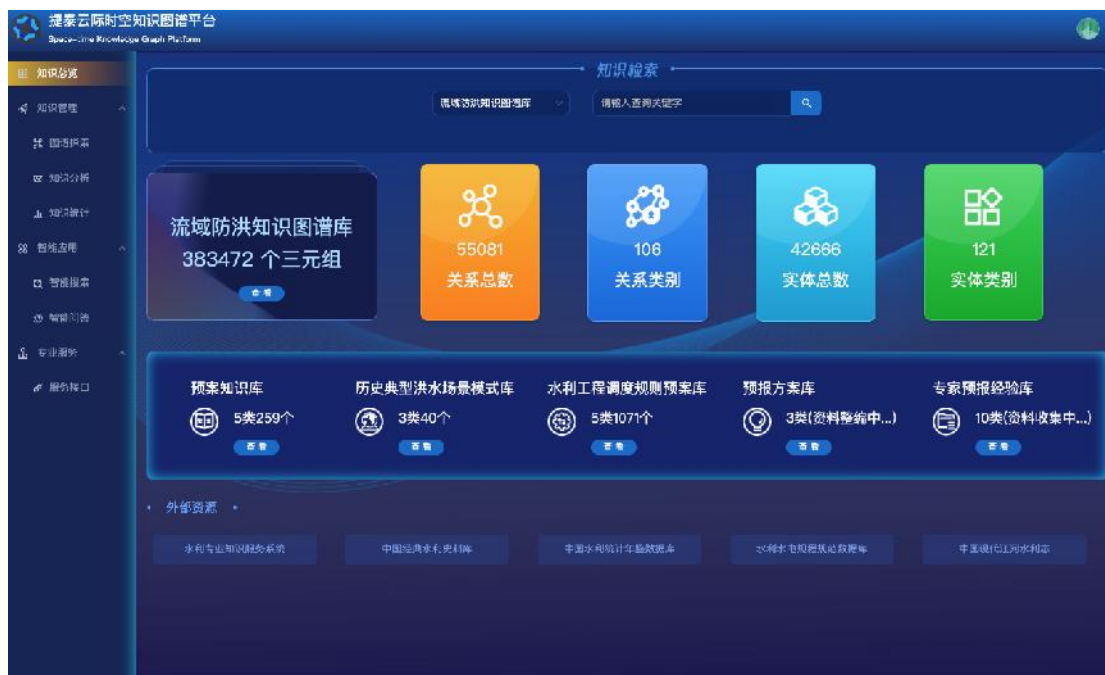 提泰云际时空知识图谱平台
Space-time Knowledge Graph Platform
知识总览
知识管理
图谱探索
知识分析
知识统计
智能应用
智能搜索
智能问答
专业服务
服务接口
知识检索
流域防洪知识图谱库
请输入查询关键字
流域防洪知识图谱库
383472 个三元组
查看
55081
关系总数
106
关系类别
42666
实体总数
121
实体类别
预案知识库
5类259个
查看
历史典型洪水场景模式库
3类40个
查看
水利工程调度规则预案库
5类1071个
查看
预报方案库
3类(资料整编中...)
查看
专家预报经验库
10类(资料收集中...)
查看
外部资源
水利专业知识服务系统
中国经典水利史料库
中国水利统计年鉴数据库
水利水电规程规范数据库
中国现代江河水利志